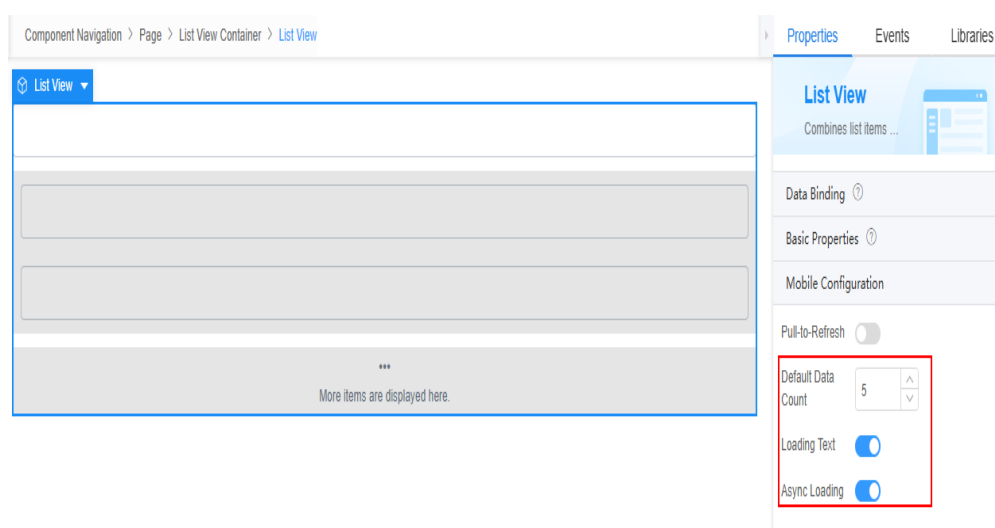 Component Navigation > Page > List View Container > List View
Properties Events Libraries
List View
List View
Combines list items ...
Data Binding ?
Basic Properties ?
Mobile Configuration
Pull-to-Refresh
Default Data
Count
5
Loading Text
Async Loading
•••
More items are displayed here.